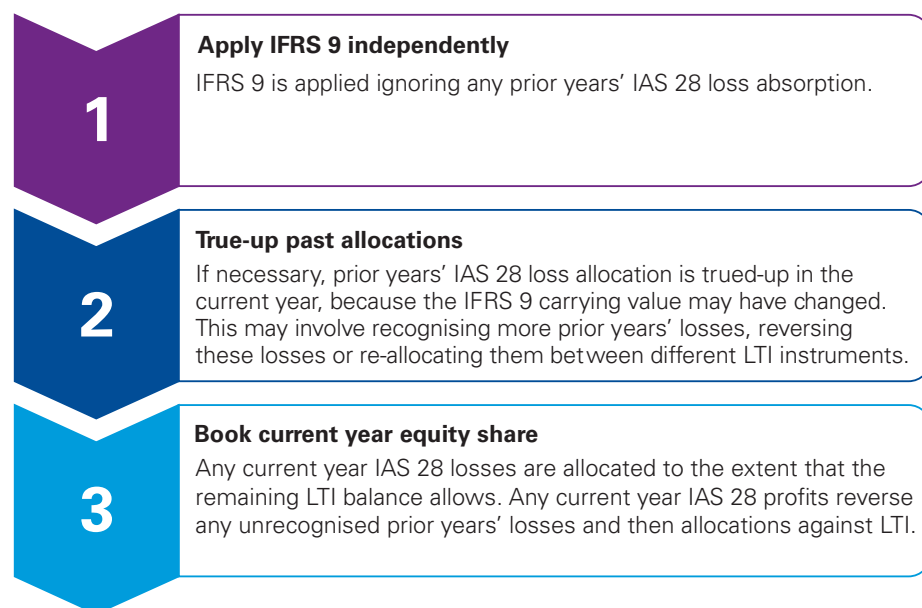 1
Apply IFRS 9 independently
IFRS 9 is applied ignoring any prior years’ IAS 28 loss absorption.
2
True-up past allocations
If necessary, prior years’ IAS 28 loss allocation is trued-up in the
current year, because the IFRS 9 carrying value may have changed.
This may involve recognising more prior years’ losses, reversing
these losses or re-allocating them between different LTI instruments.
3
Book current year equity share
Any current year IAS 28 losses are allocated to the extent that the
remaining LTI balance allows. Any current year IAS 28 profits reverse
any unrecognised prior years’ losses and then allocations against LTI.